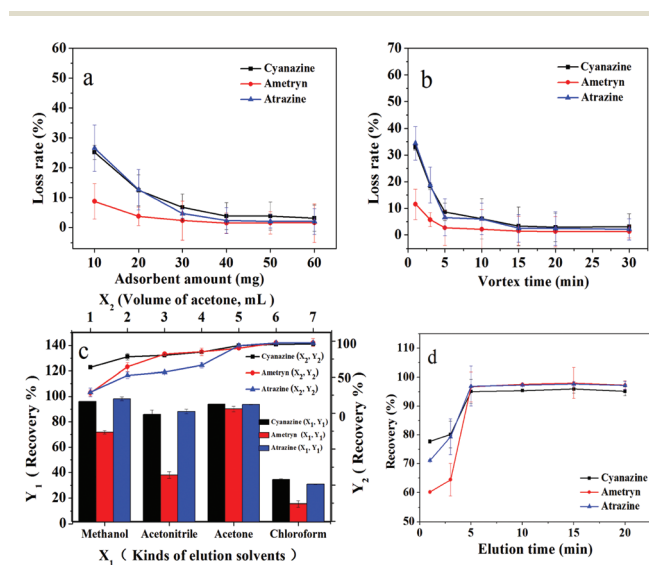 a
Cyanazine
Ametryn
Atrazine
Loss rate (%)
60
50
40
30
20
10
0
10 20 30 40 50 60
Adsorbent amount (mg)
b
Cyanazine
Ametryn
Atrazine
Loss rate (%)
70
60
50
40
30
20
10
0
0 5 10 15 20 25 30
Vortex time (min)
X2 (Volume of acetone, mL)
1 2 3 4 5 6 7
c
Cyanazine (X2, Y2)
Ametryn (X2, Y2)
Atrazine (X2, Y2)
Cyanazine (X1, Y1)
Ametryn (X1, Y1)
Atrazine (X1, Y1)
Y1 ( Recovery % )
140
120
100
80
60
40
20
0
100
50
0
Y2 ( Recovery % )
Methanol Acetonitrile Acetone Chloroform
X1 ( Kinds of elution solvents )
d
Recovery (%)
110
100
90
80
70
60
50
Cyanazine
Ametryn
Atrazine
0 4 8 12 16 20
Elution time (min)